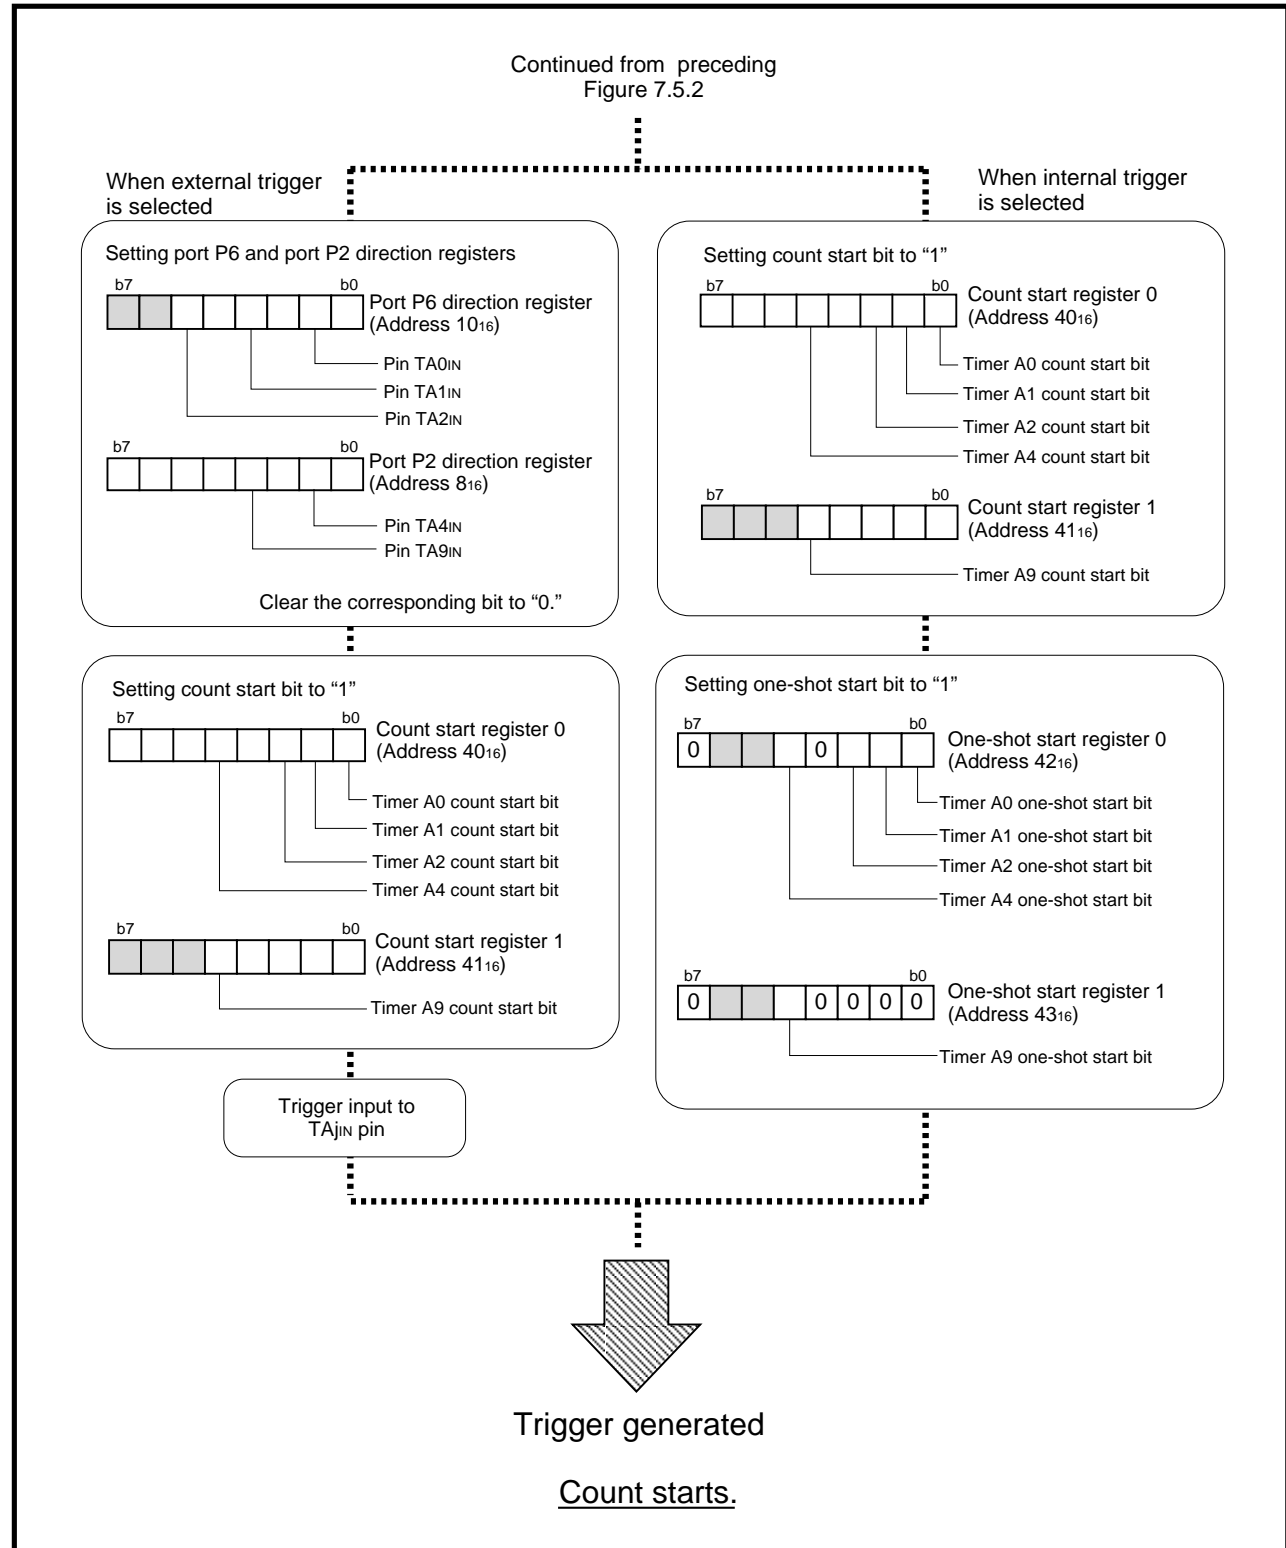 Continued from  preceding
Figure 7.5.2
When external trigger
is selected
Setting port P6 and port P2 direction registers
b7 b0
Port P6 direction register
(Address 10₁₆)
Pin TA0IN
Pin TA1IN
Pin TA2IN
b7 b0
Port P2 direction register
(Address 8₁₆)
Pin TA4IN
Pin TA9IN
Clear the corresponding bit to “0.”
Setting count start bit to “1”
b7 b0
Count start register 0
(Address 40₁₆)
Timer A0 count start bit
Timer A1 count start bit
Timer A2 count start bit
Timer A4 count start bit
b7 b0
Count start register 1
(Address 41₁₆)
Timer A9 count start bit
Trigger input to
TAjIN pin
When internal trigger
is selected
Setting count start bit to “1”
b7 b0
Count start register 0
(Address 40₁₆)
Timer A0 count start bit
Timer A1 count start bit
Timer A2 count start bit
Timer A4 count start bit
b7 b0
Count start register 1
(Address 41₁₆)
Timer A9 count start bit
Setting one-shot start bit to “1”
b7 b0
0 0
One-shot start register 0
(Address 42₁₆)
Timer A0 one-shot start bit
Timer A1 one-shot start bit
Timer A2 one-shot start bit
Timer A4 one-shot start bit
b7 b0
0 0 0 0 0
One-shot start register 1
(Address 43₁₆)
Timer A9 one-shot start bit
Trigger generated
Count starts.